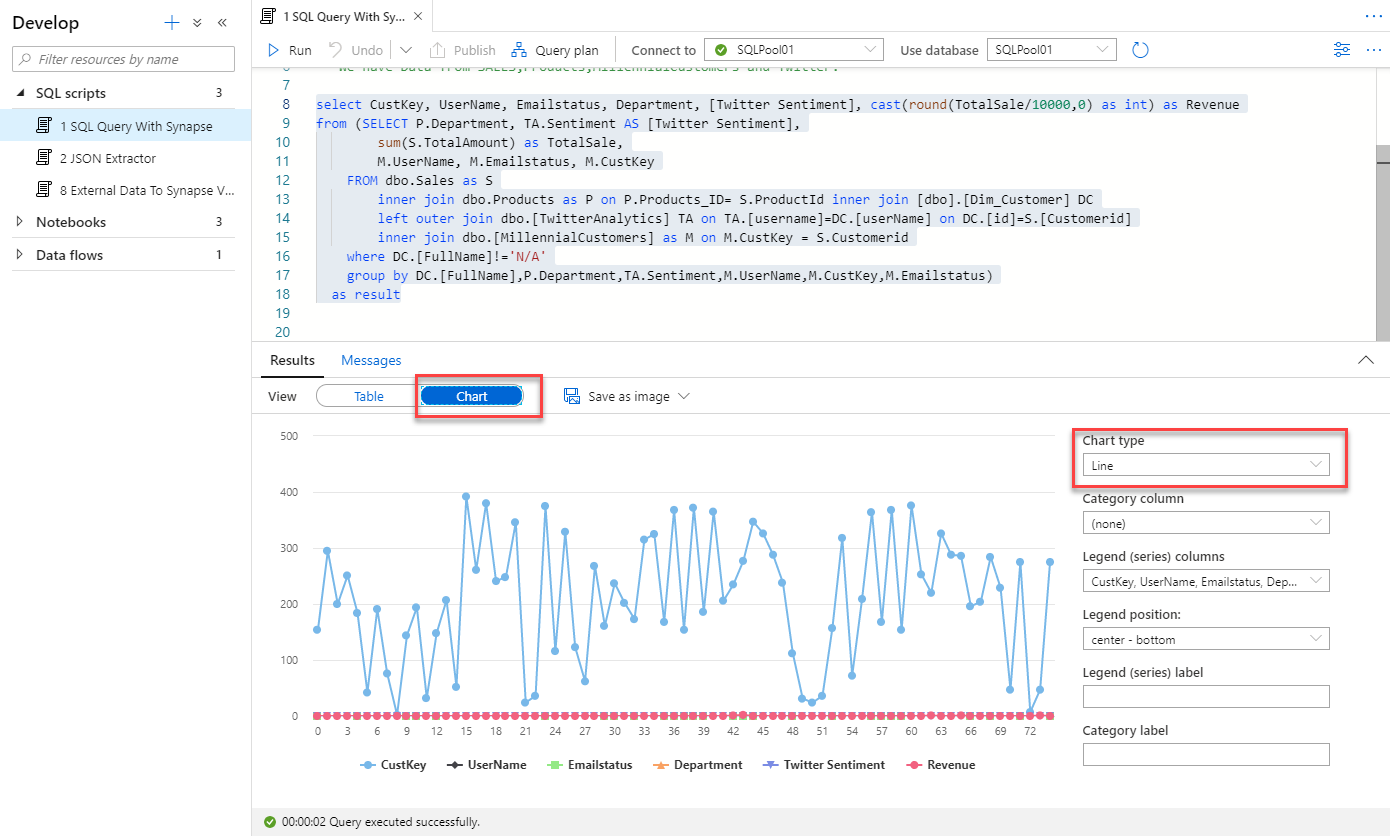 Develop
Filter resources by name
SQL scripts 3
1 SQL Query With Synapse
2 JSON Extractor
8 External Data To Synapse V...
Notebooks 3
Data flows 1
1 SQL Query With Sy...
Run Undo Publish Query plan Connect to SQLPool01 Use database SQLPool01
7
8 select CustKey, UserName, Emailstatus, Department, [Twitter Sentiment], cast(round(TotalSale/10000,0) as int) as Revenue
9 from (SELECT P.Department, TA.Sentiment AS [Twitter Sentiment],
10 sum(S.TotalAmount) as TotalSale,
11 M.UserName, M.Emailstatus, M.CustKey
12 FROM dbo.Sales as S
13 inner join dbo.Products as P on P.Products_ID= S.ProductId inner join [dbo].[Dim_Customer] DC
14 left outer join dbo.[TwitterAnalytics] TA on TA.[username]=DC.[userName] on DC.[id]=S.[Customerid]
15 inner join dbo.[MillennialCustomers] as M on M.CustKey = S.Customerid
16 where DC.[FullName]!='N/A'
17 group by DC.[FullName],P.Department,TA.Sentiment,M.UserName,M.CustKey,M.Emailstatus)
18 as result
19
20
Results Messages
View Table Chart Save as image
500
400
300
200
100
0
0 3 6 9 12 15 18 21 24 27 30 33 36 39 42 45 48 51 54 57 60 63 66 69 72
CustKey UserName Emailstatus Department Twitter Sentiment Revenue
Chart type
Line
Category column
(none)
Legend (series) columns
CustKey, UserName, Emailstatus, Dep...
Legend position:
center - bottom
Legend (series) label
Category label
00:00:02 Query executed successfully.